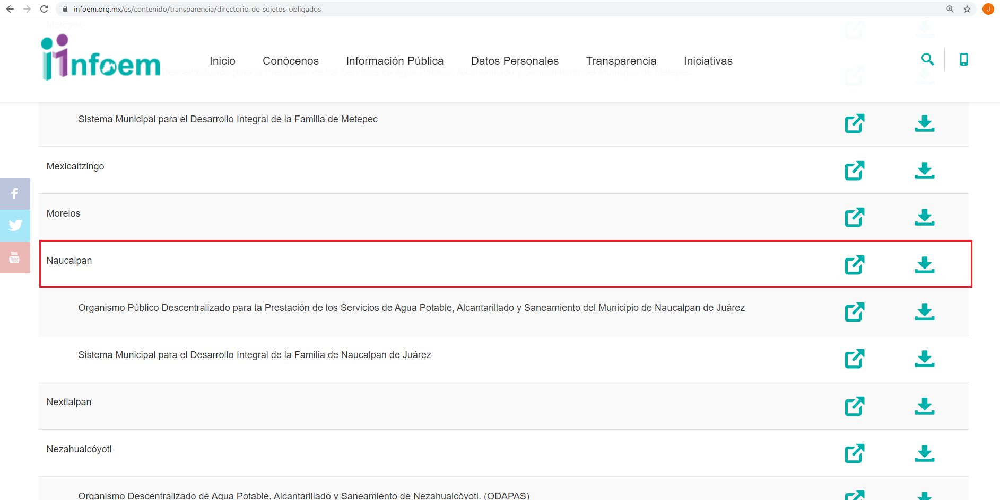 infoem.org.mx/es/contenido/transparencia/directorio-de-sujetos-obligados
J
Metepec
infoem
Inicio
Conócenos
Información Pública
Datos Personales
Transparencia
Iniciativas
Descentralizado para la Prestación de los Servicios de Agua Potable, Alcantarillado y Saneamiento del Municipio de Metepec
Sistema Municipal para el Desarrollo Integral de la Familia de Metepec
Mexicaltzingo
f
Morelos
You
Tube
Naucalpan
Organismo Público Descentralizado para la Prestación de los Servicios de Agua Potable, Alcantarillado y Saneamiento del Municipio de Naucalpan de Juárez
Sistema Municipal para el Desarrollo Integral de la Familia de Naucalpan de Juárez
Nextlalpan
Nezahualcóyotl
Organismo Descentralizado de Agua Potable, Alcantarillado y Saneamiento de Nezahualcóyotl. (ODAPAS)